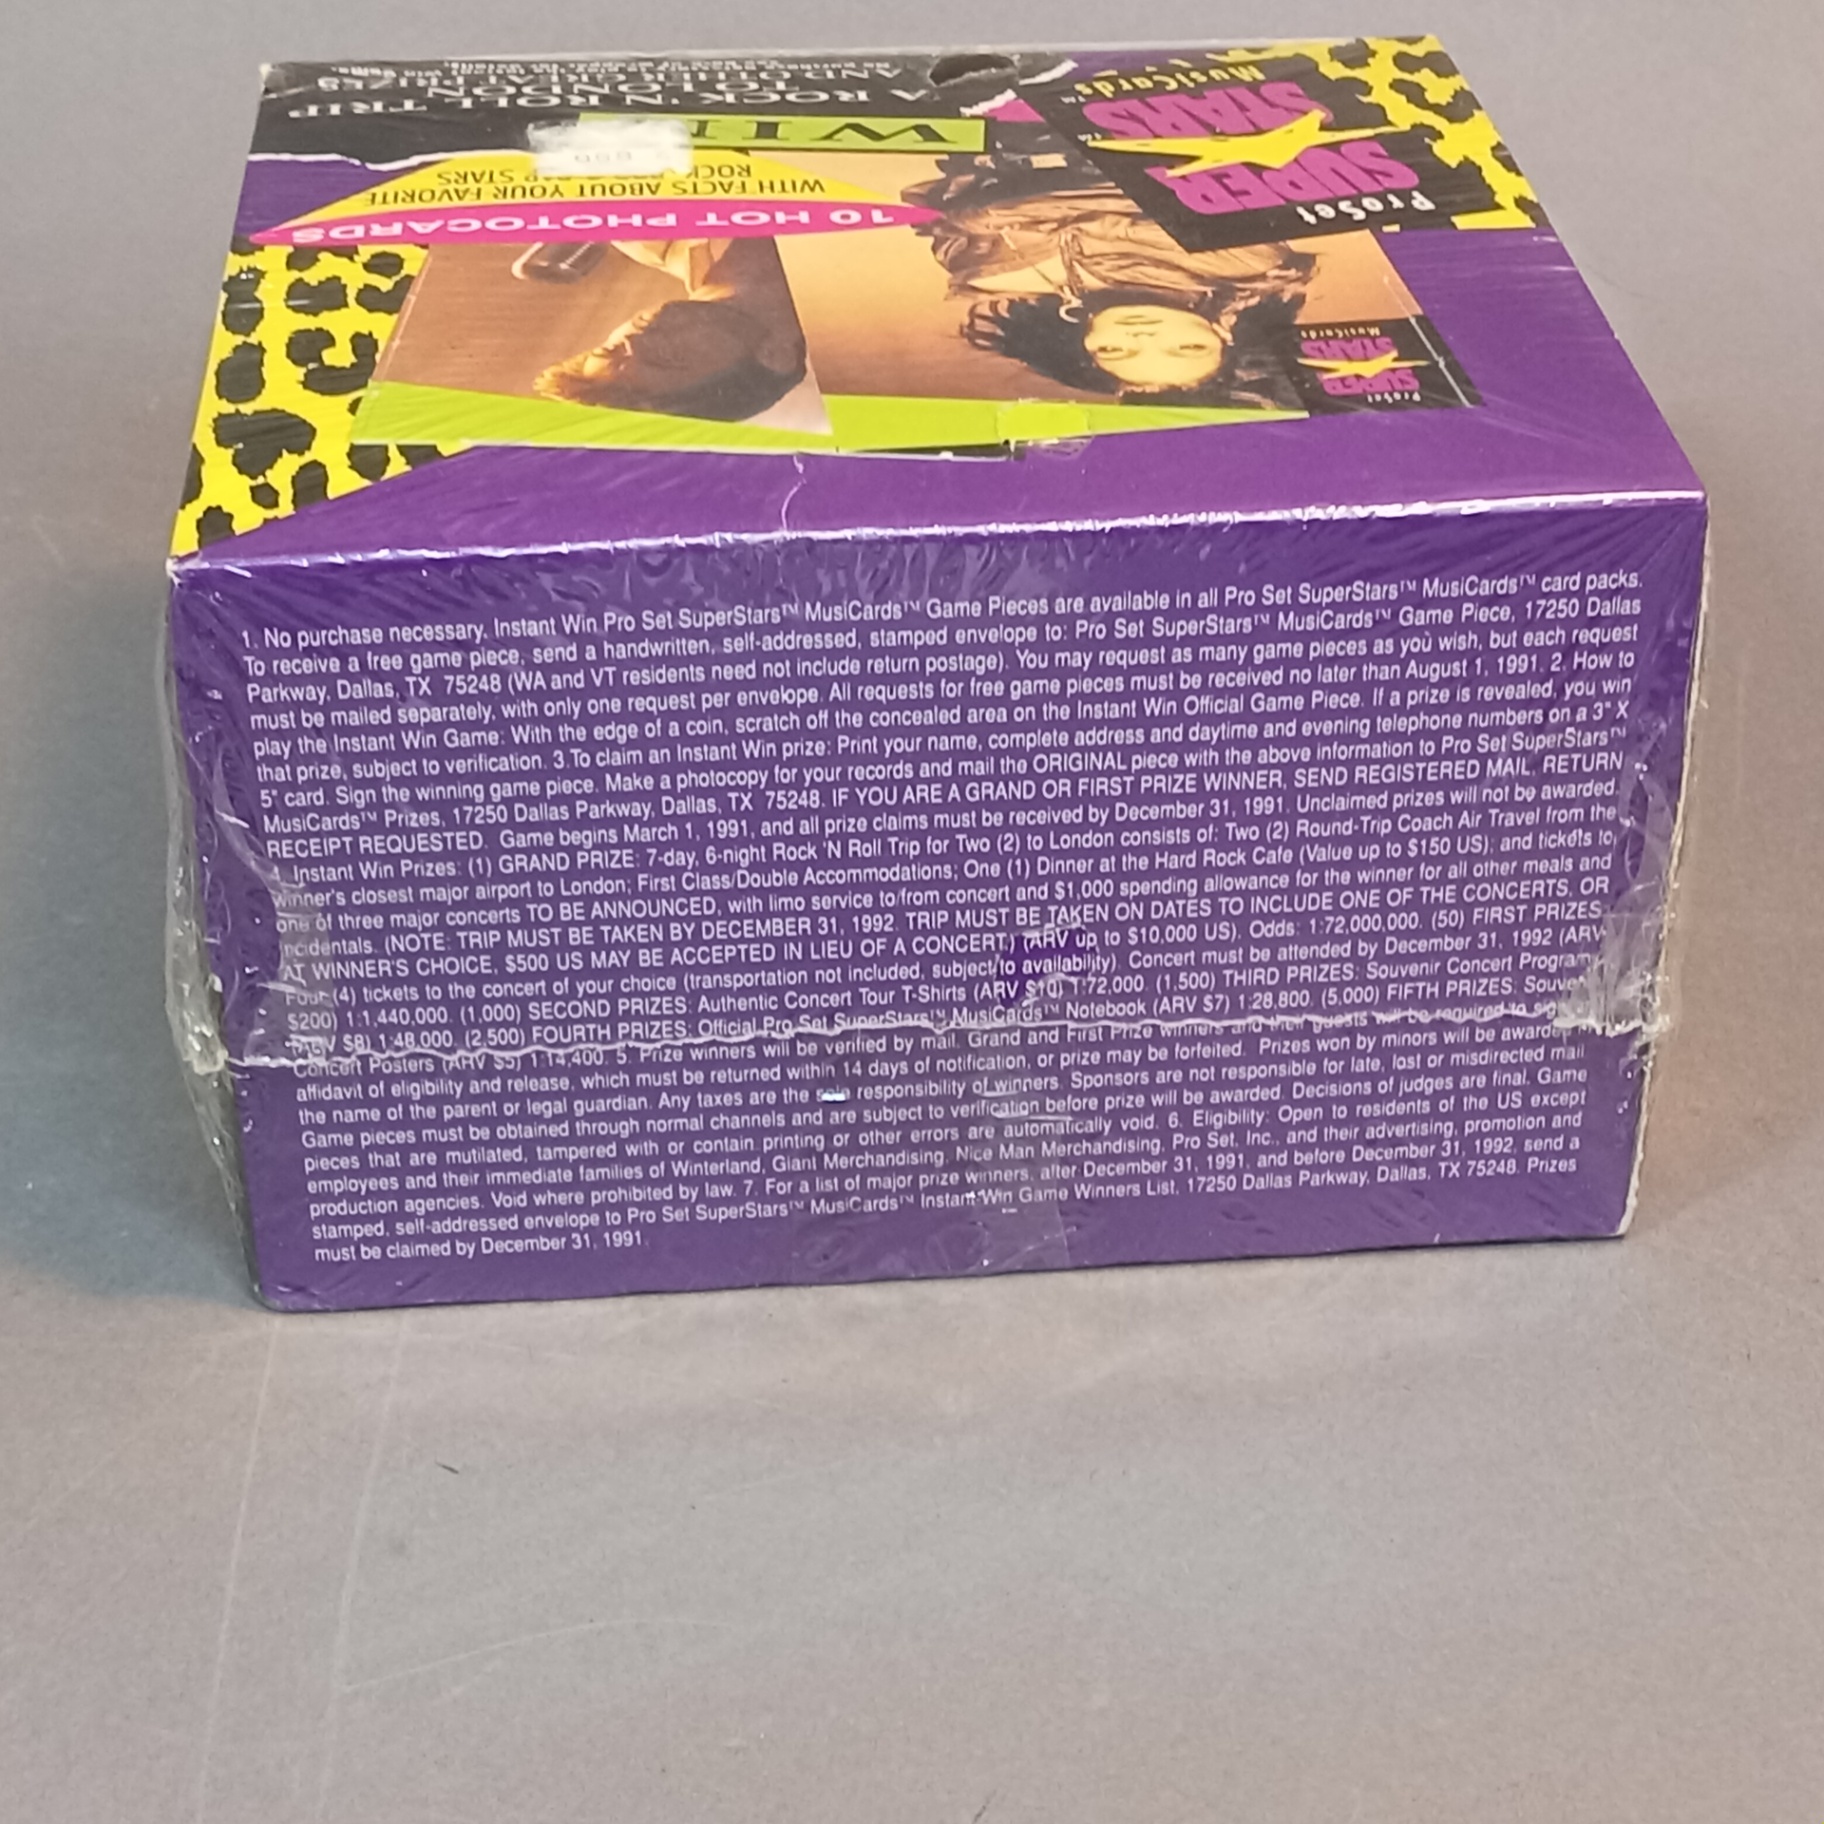 ProSet
SUPER
STARS™
MusiCards™
WI
A ROCK 'N ROLL TRIP
TO LONDON
AND OTHER GREAT PRIZES
10 HOT PHOTOCARDS
WITH FACTS ABOUT YOUR FAVORITE
ROCK, RAP STARS
ProSet
SUPER
STARS
MusiCards
1. No purchase necessary. Instant Win Pro Set SuperStars™ MusiCards™ Game Pieces are available in all Pro Set SuperStars™ MusiCards™ card packs.
To receive a free game piece, send a handwritten, self-addressed, stamped envelope to: Pro Set SuperStars™ MusiCards™ Game Piece, 17250 Dallas
Parkway, Dallas, TX 75248 (WA and VT residents need not include return postage). You may request as many game pieces as you wish, but each request
must be mailed separately, with only one request per envelope. All requests for free game pieces must be received no later than August 1, 1991. 2. How to
play the Instant Win Game: With the edge of a coin, scratch off the concealed area on the Instant Win Official Game Piece. If a prize is revealed, you win
that prize, subject to verification. 3.To claim an Instant Win prize: Print your name, complete address and daytime and evening telephone numbers on a 3" X
5" card. Sign the winning game piece. Make a photocopy for your records and mail the ORIGINAL piece with the above information to Pro Set SuperStars™
MusiCards™ Prizes, 17250 Dallas Parkway, Dallas, TX 75248. IF YOU ARE A GRAND OR FIRST PRIZE WINNER, SEND REGISTERED MAIL, RETURN
RECEIPT REQUESTED. Game begins March 1, 1991, and all prize claims must be received by December 31, 1991. Unclaimed prizes will not be awarded.
4. Instant Win Prizes: (1) GRAND PRIZE: 7-day, 6-night Rock 'N Roll Trip for Two (2) to London consists of: Two (2) Round-Trip Coach Air Travel from the
winner's closest major airport to London; First Class/Double Accommodations; One (1) Dinner at the Hard Rock Cafe (Value up to $150 US); and tickets to
one of three major concerts TO BE ANNOUNCED, with limo service to/from concert and $1,000 spending allowance for the winner for all other meals and
incidentals. (NOTE: TRIP MUST BE TAKEN BY DECEMBER 31, 1992. TRIP MUST BE TAKEN ON DATES TO INCLUDE ONE OF THE CONCERTS, OR
AT WINNER'S CHOICE, $500 US MAY BE ACCEPTED IN LIEU OF A CONCERT.) (ARV up to $10,000 US). Odds: 1:72,000,000. (50) FIRST PRIZES:
Four (4) tickets to the concert of your choice (transportation not included, subject to availability). Concert must be attended by December 31, 1992 (ARV
$200) 1:1,440,000. (1,000) SECOND PRIZES: Authentic Concert Tour T-Shirts (ARV $10) 1:72,000. (1,500) THIRD PRIZES: Souvenir Concert Program
(ARV $8) 1:48,000. (2,500) FOURTH PRIZES: Official Pro Set SuperStars™ MusiCards™ Notebook (ARV $7) 1:28,800. (5,000) FIFTH PRIZES: Souvenir
Concert Posters (ARV $5) 1:14,400. 5. Prize winners will be verified by mail. Grand and First Prize winners and their guests will be required to sign
affidavit of eligibility and release, which must be returned within 14 days of notification, or prize may be forfeited. Prizes won by minors will be awarded in
the name of the parent or legal guardian. Any taxes are the sole responsibility of winners. Sponsors are not responsible for late, lost or misdirected mail
Game pieces must be obtained through normal channels and are subject to verification before prize will be awarded. Decisions of judges are final. Game
pieces that are mutilated, tampered with or contain printing or other errors are automatically void. 6. Eligibility: Open to residents of the US except
employees and their immediate families of Winterland, Giant Merchandising, Nice Man Merchandising, Pro Set, Inc., and their advertising, promotion and
production agencies. Void where prohibited by law. 7. For a list of major prize winners, after December 31, 1991, and before December 31, 1992, send a
stamped, self-addressed envelope to Pro Set SuperStars™ MusiCards™ Instant Win Game Winners List, 17250 Dallas Parkway, Dallas, TX 75248. Prizes
must be claimed by December 31, 1991.